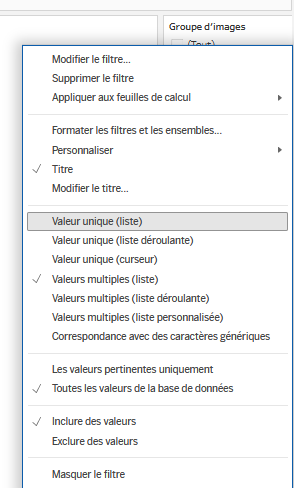 Groupe d'images
(Tout)
Modifier le filtre...
Supprimer le filtre
Appliquer aux feuilles de calcul
Formater les filtres et les ensembles...
Personnaliser
Titre
Modifier le titre...
Valeur unique (liste)
Valeur unique (liste déroulante)
Valeur unique (curseur)
Valeurs multiples (liste)
Valeurs multiples (liste déroulante)
Valeurs multiples (liste personnalisée)
Correspondance avec des caractères génériques
Les valeurs pertinentes uniquement
Toutes les valeurs de la base de données
Inclure des valeurs
Exclure des valeurs
Masquer le filtre